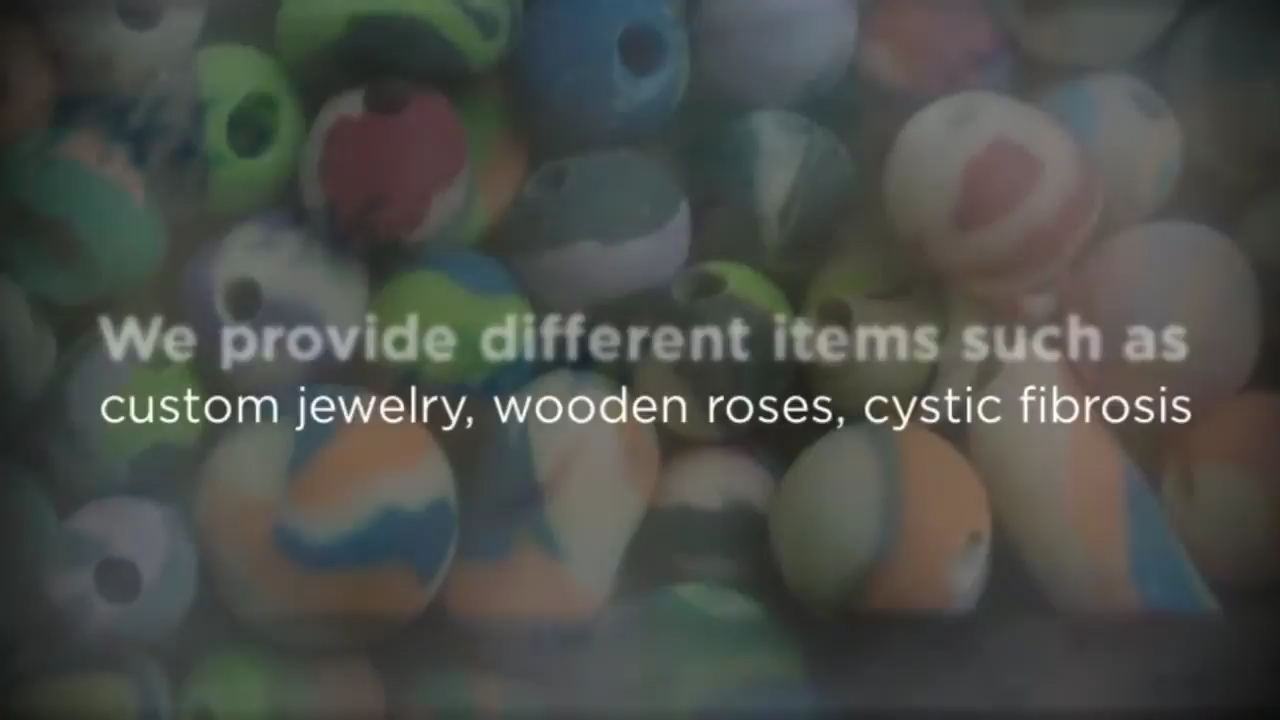 We provide different items such as
custom jewelry, wooden roses, cystic fibrosis